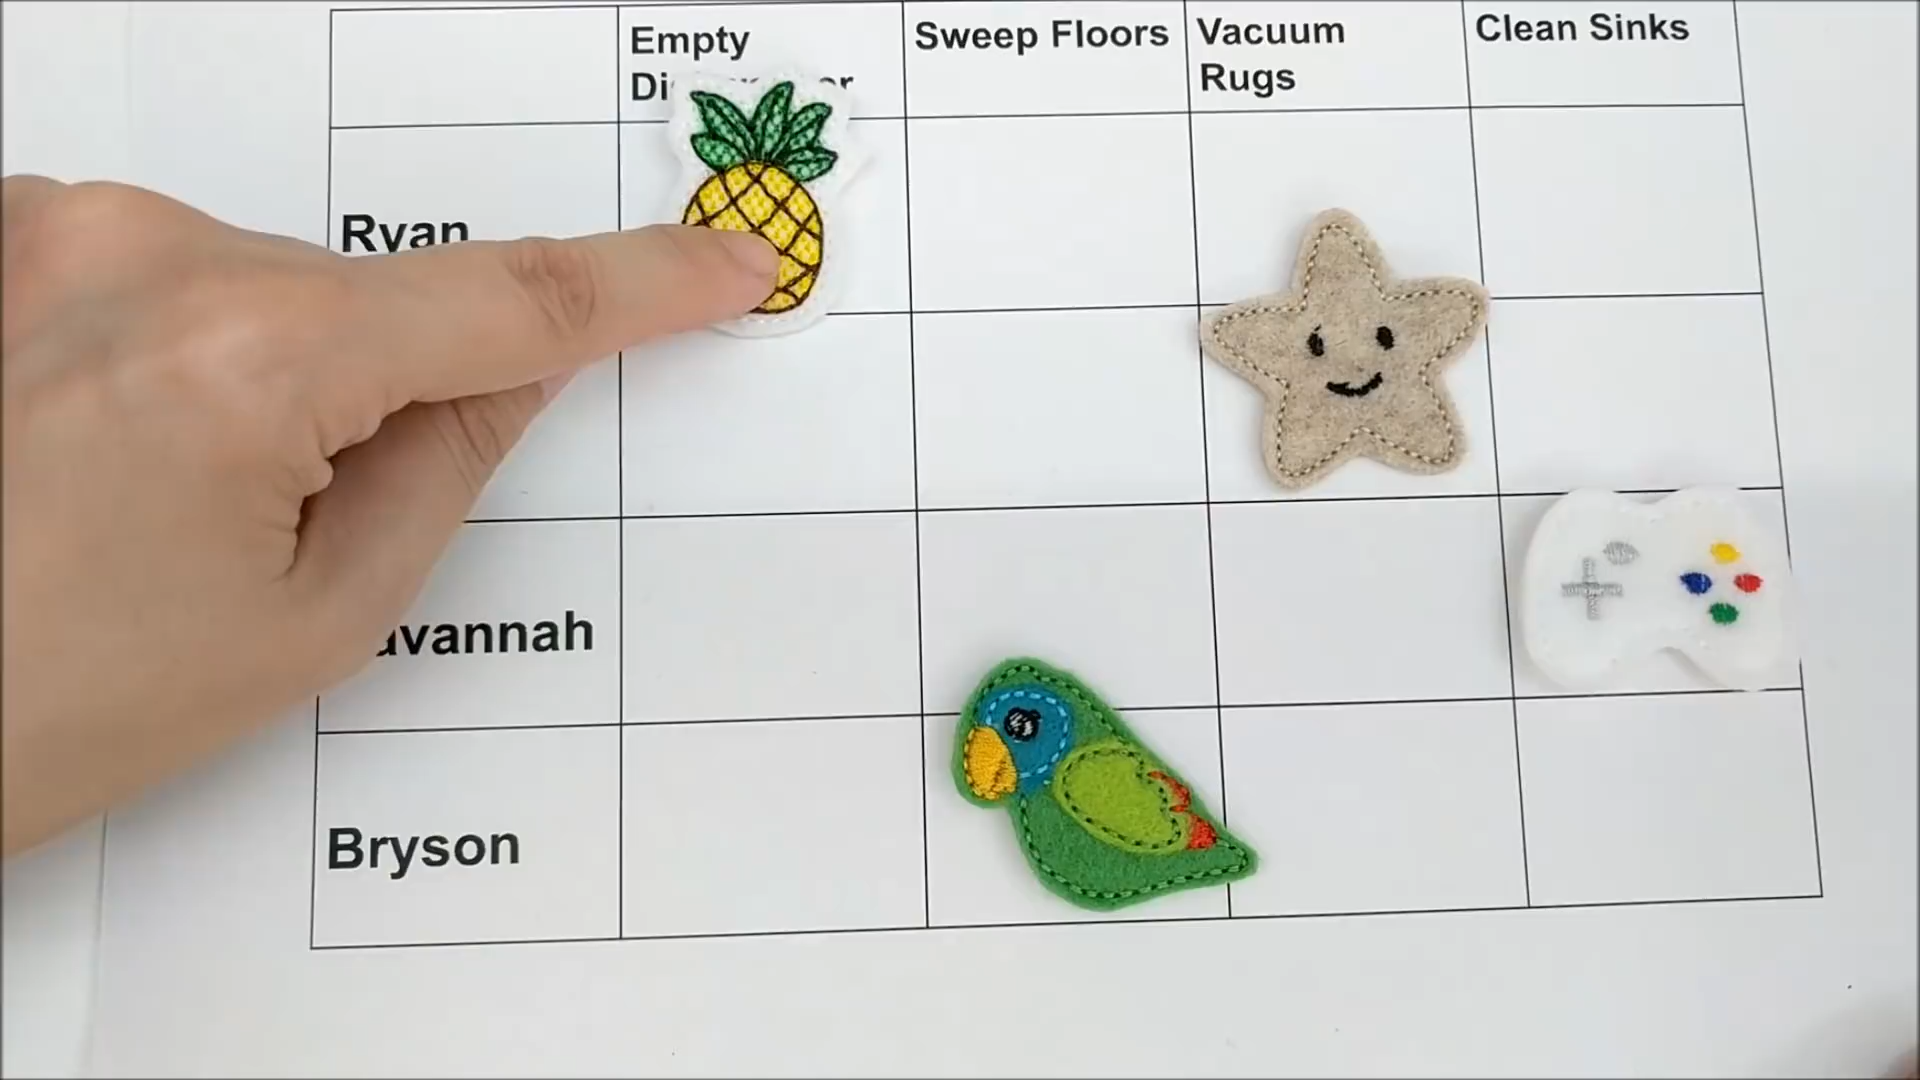 Empty
Sweep Floors
Vacuum
Rugs
Clean Sinks
Ryan
Bryson